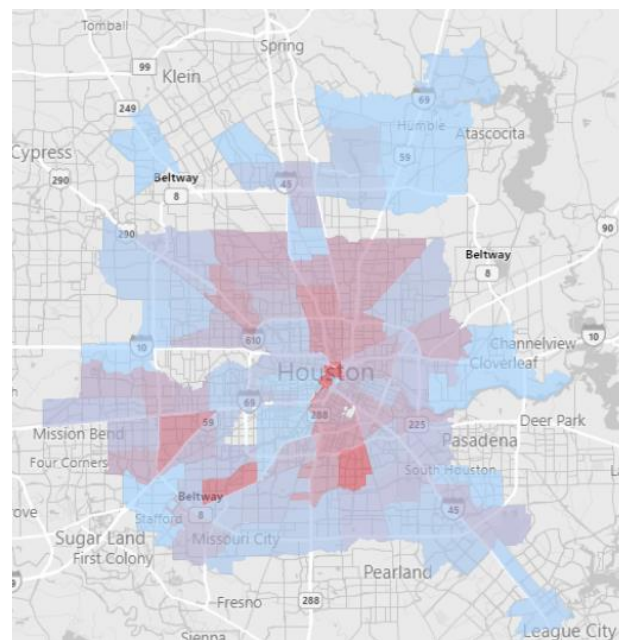 Tomball
Spring
99
Klein
249
69
Humble
Atascocita
Cypress
59
290
Beltway
8
45
90
290
Beltway
8
610
10
10
Channelview
Cloverleaf
Houston
69
288
59
225
Deer Park
Mission Bend
Pasadena
Four Corners
South Houston
Beltway
8
Stafford
45
Sugar Land
Missouri City
First Colony
Pearland
Fresno
288
Sienna
League City